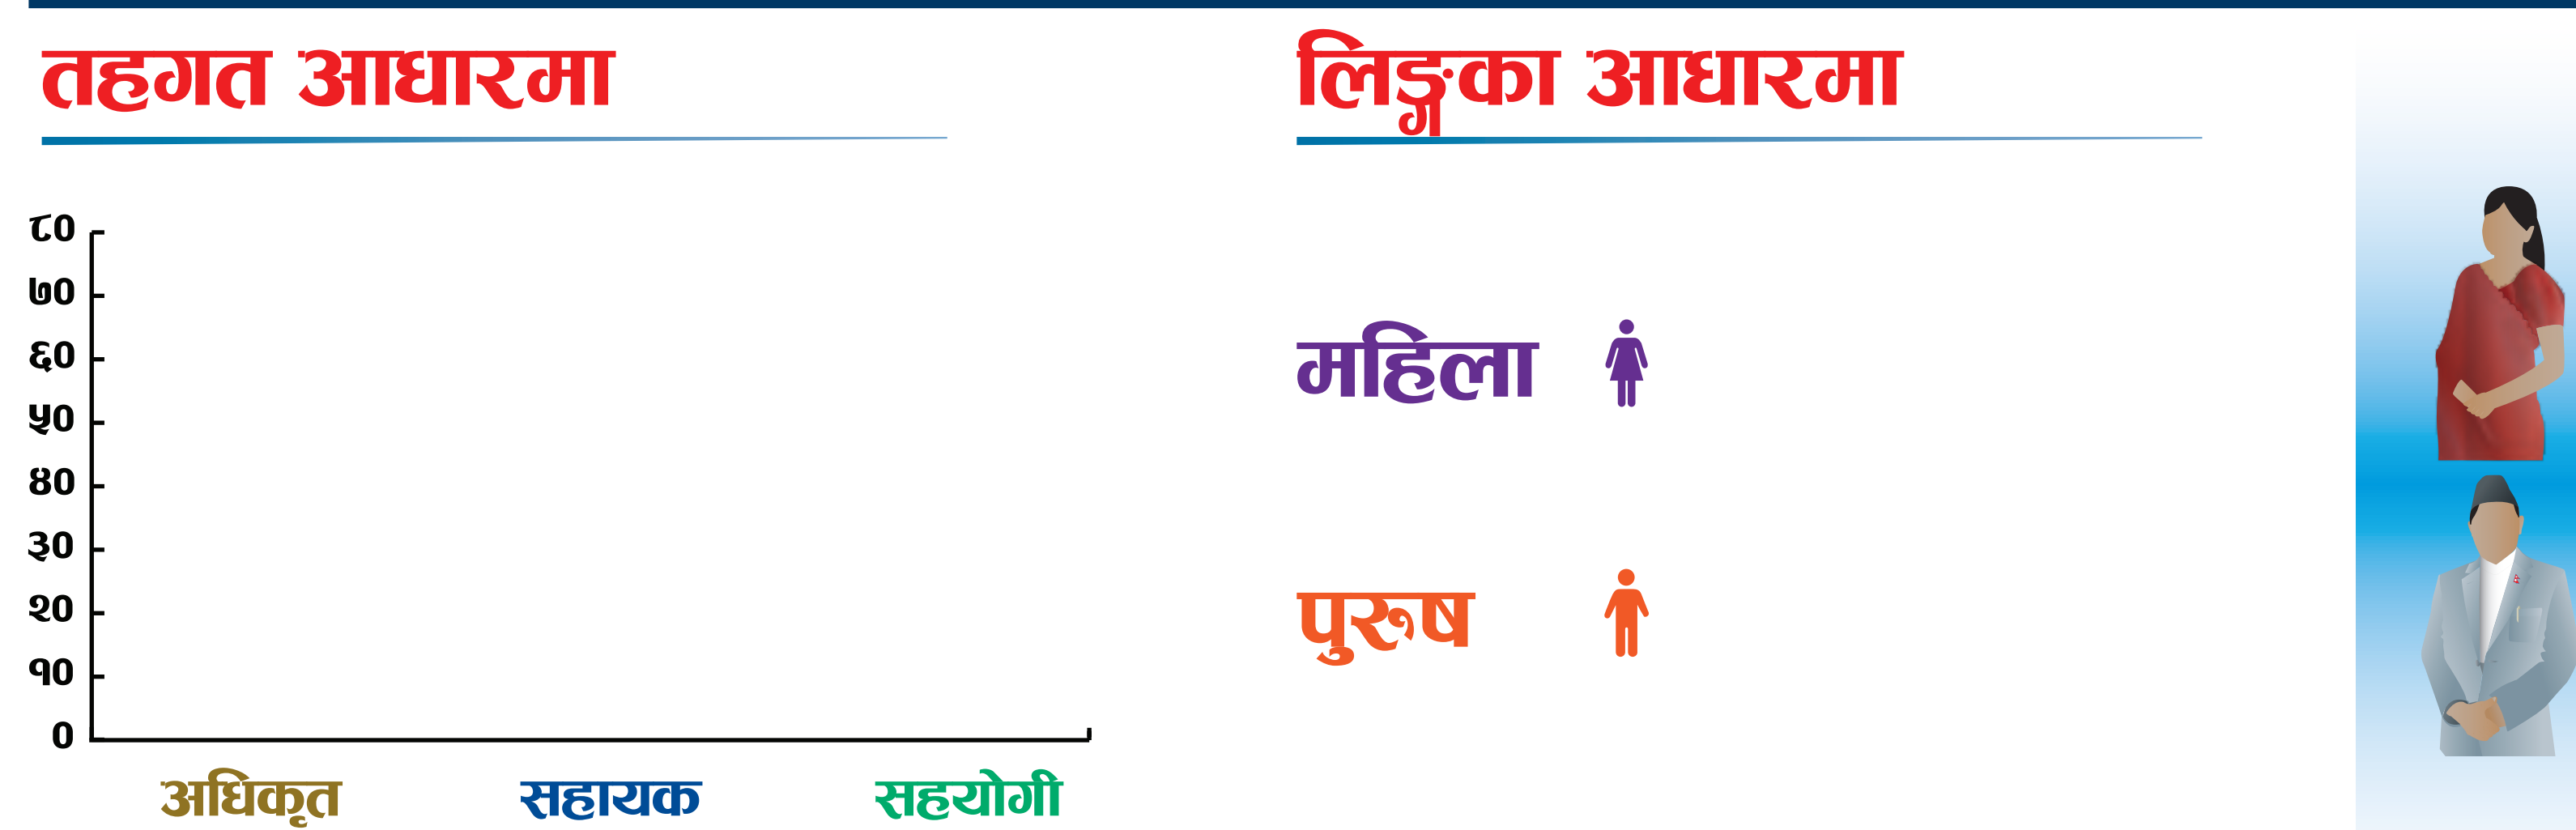 तहगत आधारमा
८०
७०
६०
५०
४०
३०
२०
१०
०
अधिकृत सहायक सहयोगी
लिङ्गका आधारमा
महिला
पुरुष